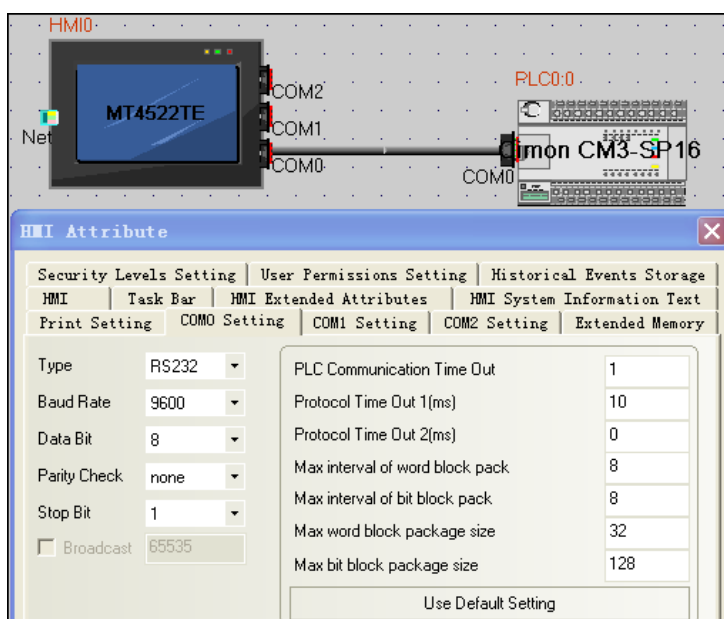 HMI0
MT4522TE
COM2
COM1
COM0
Net
PLC0:0
Cimon CM3-SP16
COM0
HMI Attribute
Security Levels Setting User Permissions Setting Historical Events Storage
HMI Task Bar HMI Extended Attributes HMI System Information Text
Print Setting COM0 Setting COM1 Setting COM2 Setting Extended Memory
Type RS232
Baud Rate 9600
Data Bit 8
Parity Check none
Stop Bit 1
Broadcast 65535
PLC Communication Time Out 1
Protocol Time Out 1(ms) 10
Protocol Time Out 2(ms) 0
Max interval of word block pack 8
Max interval of bit block pack 8
Max word block package size 32
Max bit block package size 128
Use Default Setting